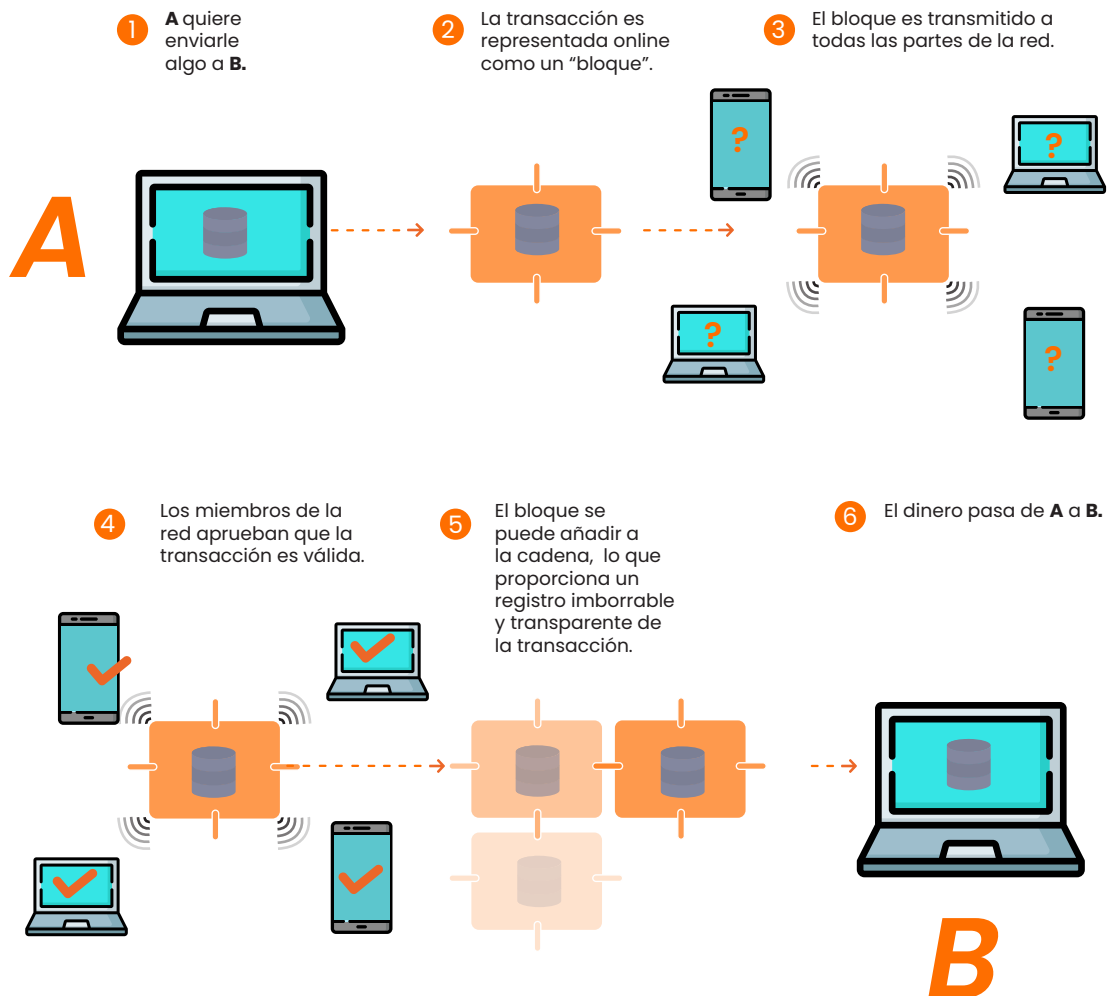 1
A quiere
enviarle
algo a B.
2
La transacción es
representada online
como un “bloque”.
3
El bloque es transmitido a
todas las partes de la red.
?
?
A
?
?
4
Los miembros de la
red aprueban que la
transacción es válida.
5
El bloque se
puede añadir a
la cadena, lo que
proporciona un
registro imborrable
y transparente de
la transacción.
6
El dinero pasa de A a B.
B